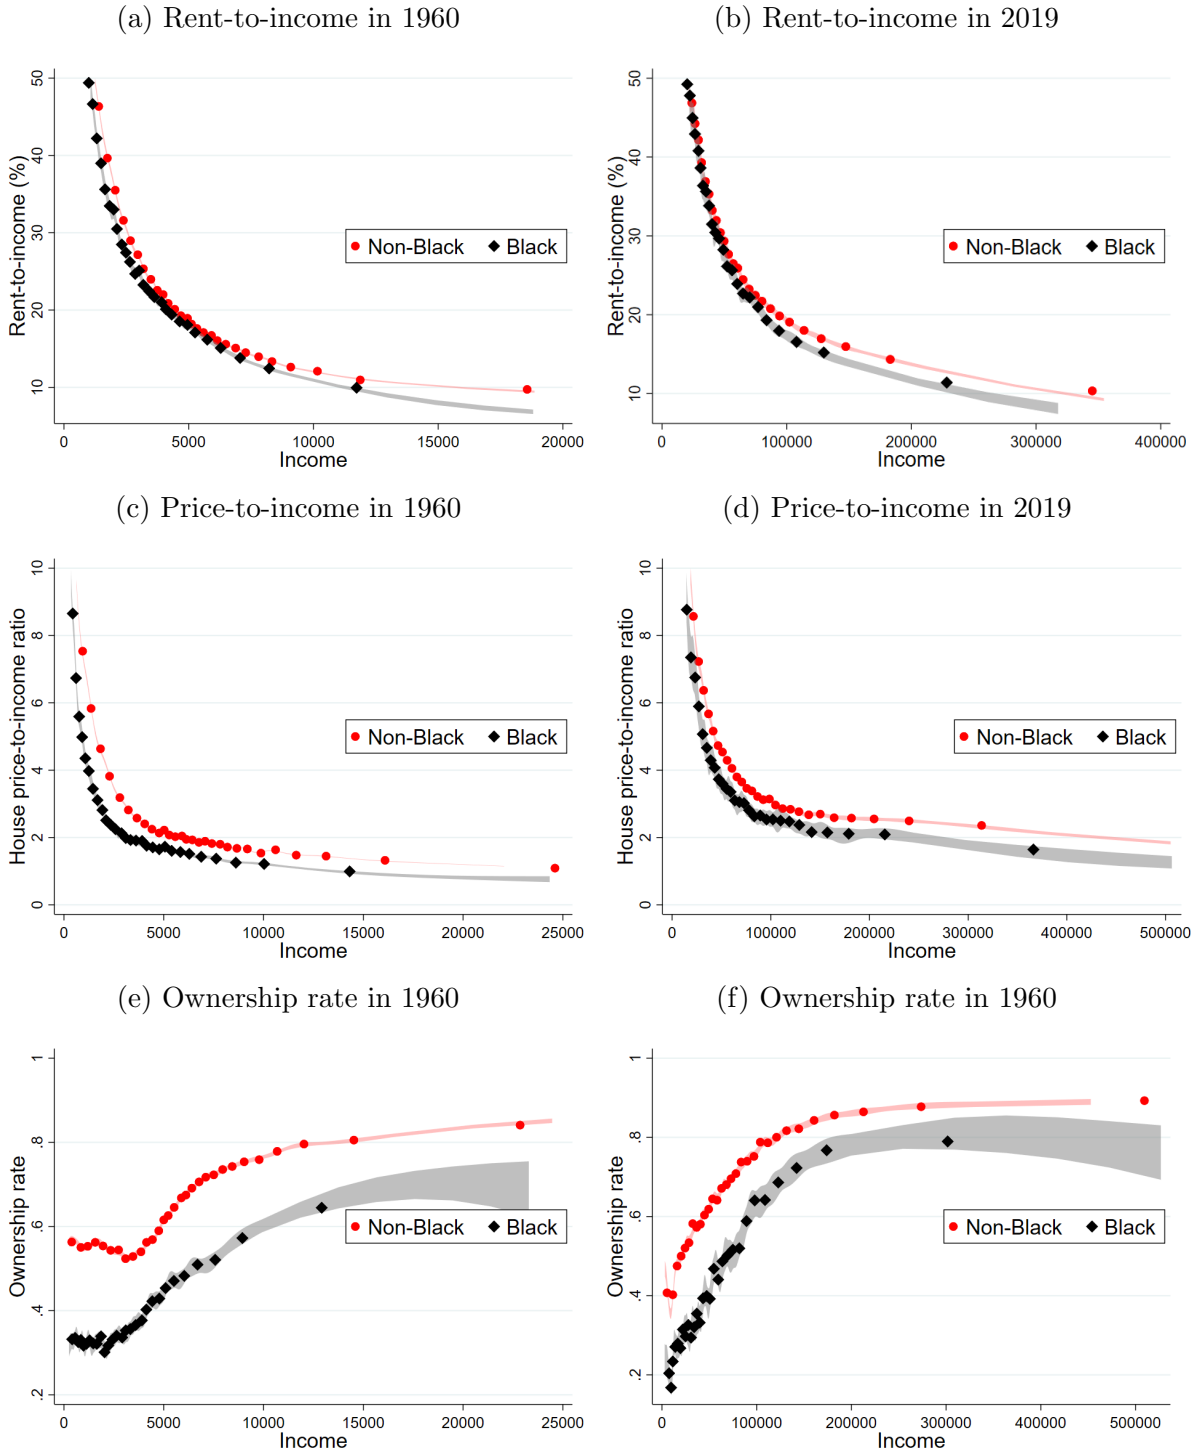 (a) Rent-to-income in 1960
Rent-to-income (%)
50
40
30
20
10
Non-Black Black
0 5000 10000 15000 20000
Income
(b) Rent-to-income in 2019
Rent-to-income (%)
50
40
30
20
10
Non-Black Black
0 100000 200000 300000 400000
Income
(c) Price-to-income in 1960
House price-to-income ratio
10
8
6
4
2
0
Non-Black Black
0 5000 10000 15000 20000 25000
Income
(d) Price-to-income in 2019
House price-to-income ratio
10
8
6
4
2
0
Non-Black Black
0 100000 200000 300000 400000 500000
Income
(e) Ownership rate in 1960
Ownership rate
1
.8
.6
.4
.2
Non-Black Black
0 5000 10000 15000 20000 25000
Income
(f) Ownership rate in 1960
Ownership rate
1
.8
.6
.4
.2
Non-Black Black
0 100000 200000 300000 400000 500000
Income